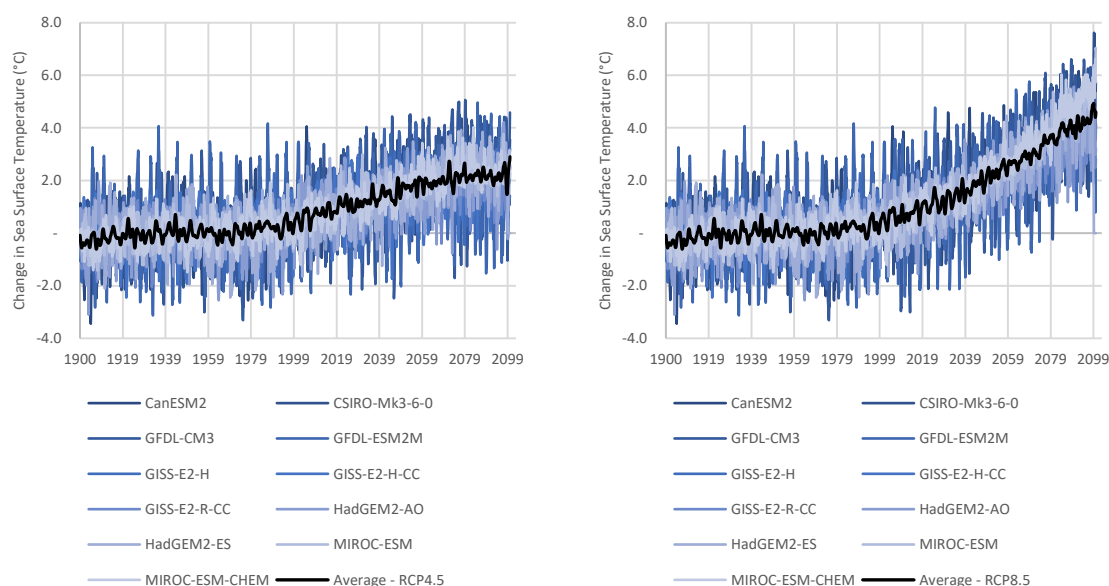 Change in Sea Surface Temperature (°C)
8.0
6.0
4.0
2.0
-
-2.0
-4.0
1900 1919 1939 1959 1979 1999 2019 2039 2059 2079 2099
CanESM2 CSIRO-Mk3-6-0
GFDL-CM3 GFDL-ESM2M
GISS-E2-H GISS-E2-H-CC
GISS-E2-R-CC HadGEM2-AO
HadGEM2-ES MIROC-ESM
MIROC-ESM-CHEM Average - RCP4.5
Change in Sea Surface Temperature (°C)
8.0
6.0
4.0
2.0
-
-2.0
-4.0
1900 1919 1939 1959 1979 1999 2019 2039 2059 2079 2099
CanESM2 CSIRO-Mk3-6-0
GFDL-CM3 GFDL-ESM2M
GISS-E2-H GISS-E2-H-CC
GISS-E2-R-CC HadGEM2-AO
HadGEM2-ES MIROC-ESM
MIROC-ESM-CHEM Average - RCP8.5